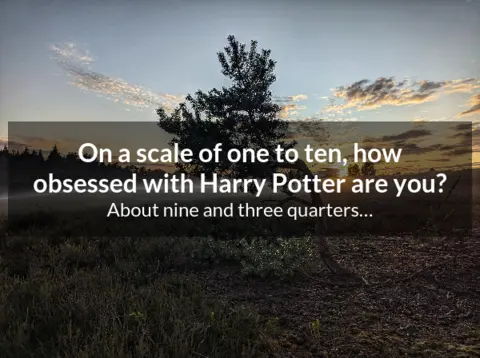 On a scale of one to ten, how
obsessed with Harry Potter are you?
About nine and three quarters...